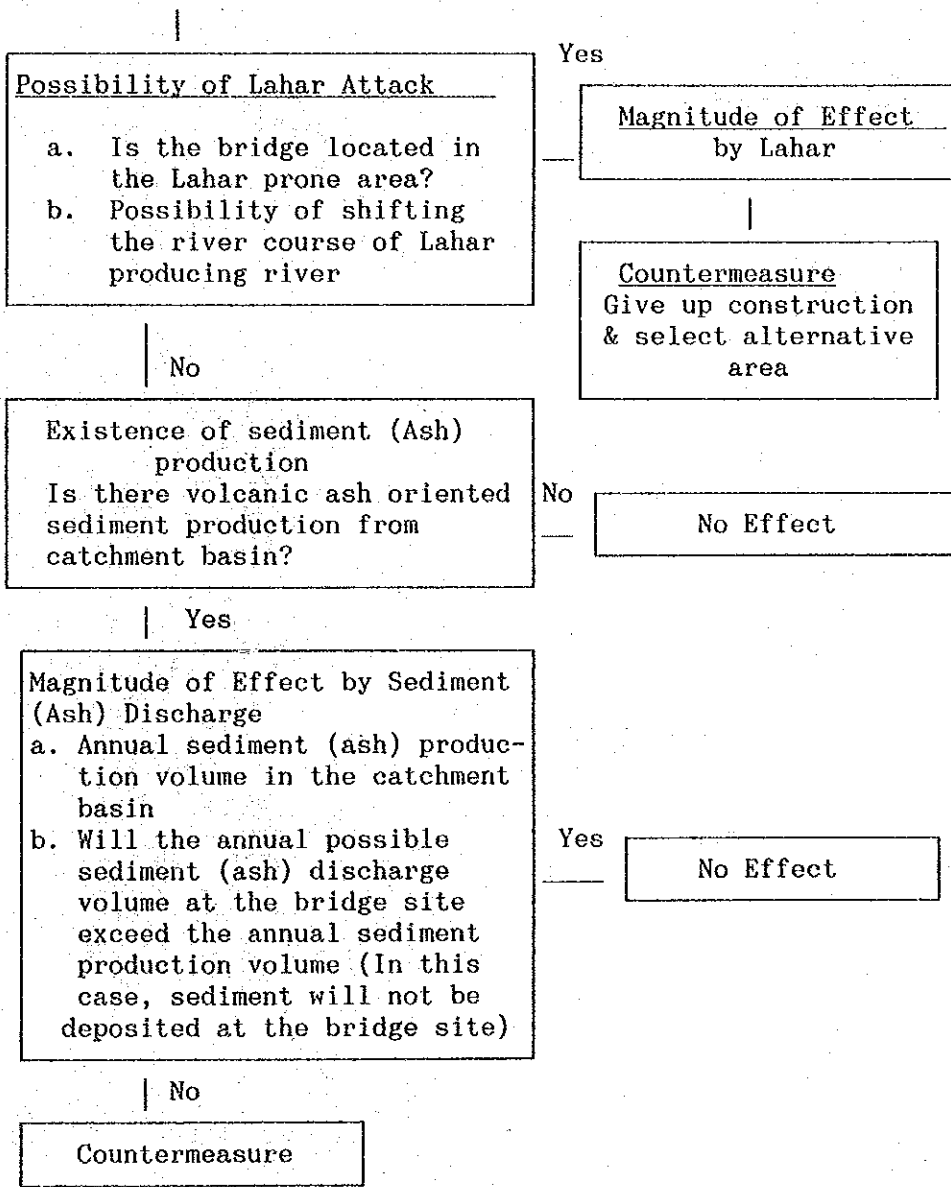 Possibility of Lahar Attack
a. Is the bridge located in
the Lahar prone area?
b. Possibility of shifting
the river course of Lahar
producing river
Yes
Magnitude of Effect
by Lahar
Countermeasure
Give up construction
& select alternative
area
No
Existence of sediment (Ash)
production
Is there volcanic ash oriented
sediment production from
catchment basin?
No
No Effect
Yes
Magnitude of Effect by Sediment
(Ash) Discharge
a. Annual sediment (ash) produc-
tion volume in the catchment
basin
b. Will the annual possible
sediment (ash) discharge
volume at the bridge site
exceed the annual sediment
production volume (In this
case, sediment will not be
deposited at the bridge site)
Yes
No Effect
No
Countermeasure